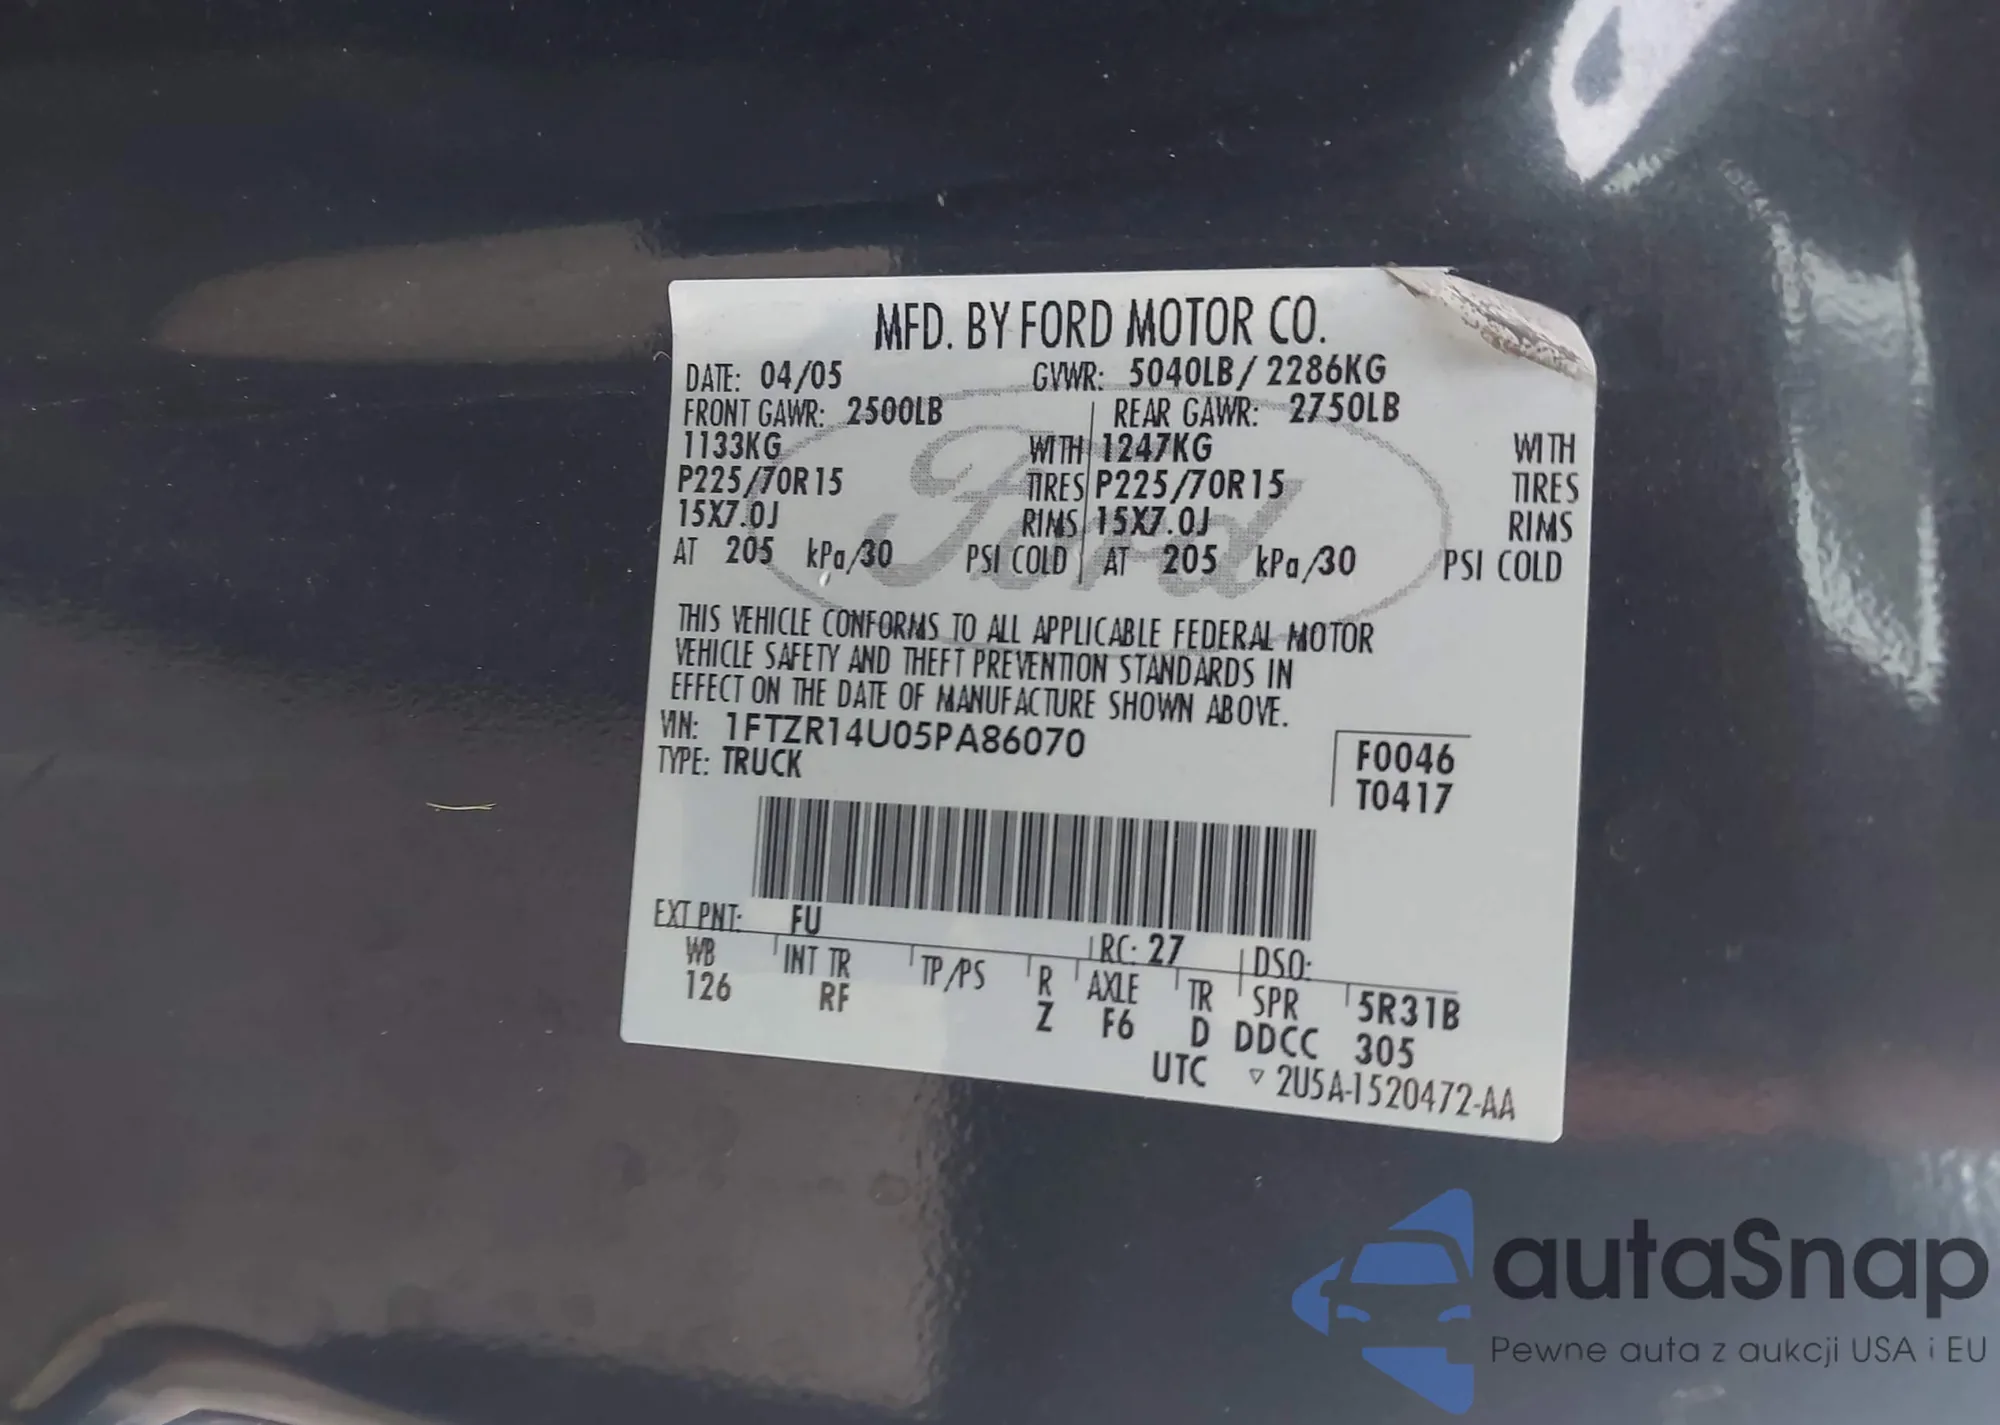 MFD. BY FORD MOTOR CO.
DATE: 04/05 GVWR: 5040LB/2286KG
FRONT GAWR: 2500LB REAR GAWR: 2750LB
1133KG WITH 1247KG WITH
P225/70R15 TIRES P225/70R15 TIRES
15X7.0J RIMS 15X7.0J RIMS
AT 205 kPa/30 PSI COLD AT 205 kPa/30 PSI COLD
Ford
THIS VEHICLE CONFORMS TO ALL APPLICABLE FEDERAL MOTOR
VEHICLE SAFETY AND THEFT PREVENTION STANDARDS IN
EFFECT ON THE DATE OF MANUFACTURE SHOWN ABOVE.
VIN: 1FTZR14U05PA86070
TYPE: TRUCK
F0046
T0417
EXT PNT: FU RC: 27 DSO:
WB INT TR TP/PS R AXLE TR SPR 5R31B
126 RF Z F6 D DDCC 305
UTC ▽ 2U5A-1520472-AA
autaSnap
Pewne auta z aukcji USA i EU